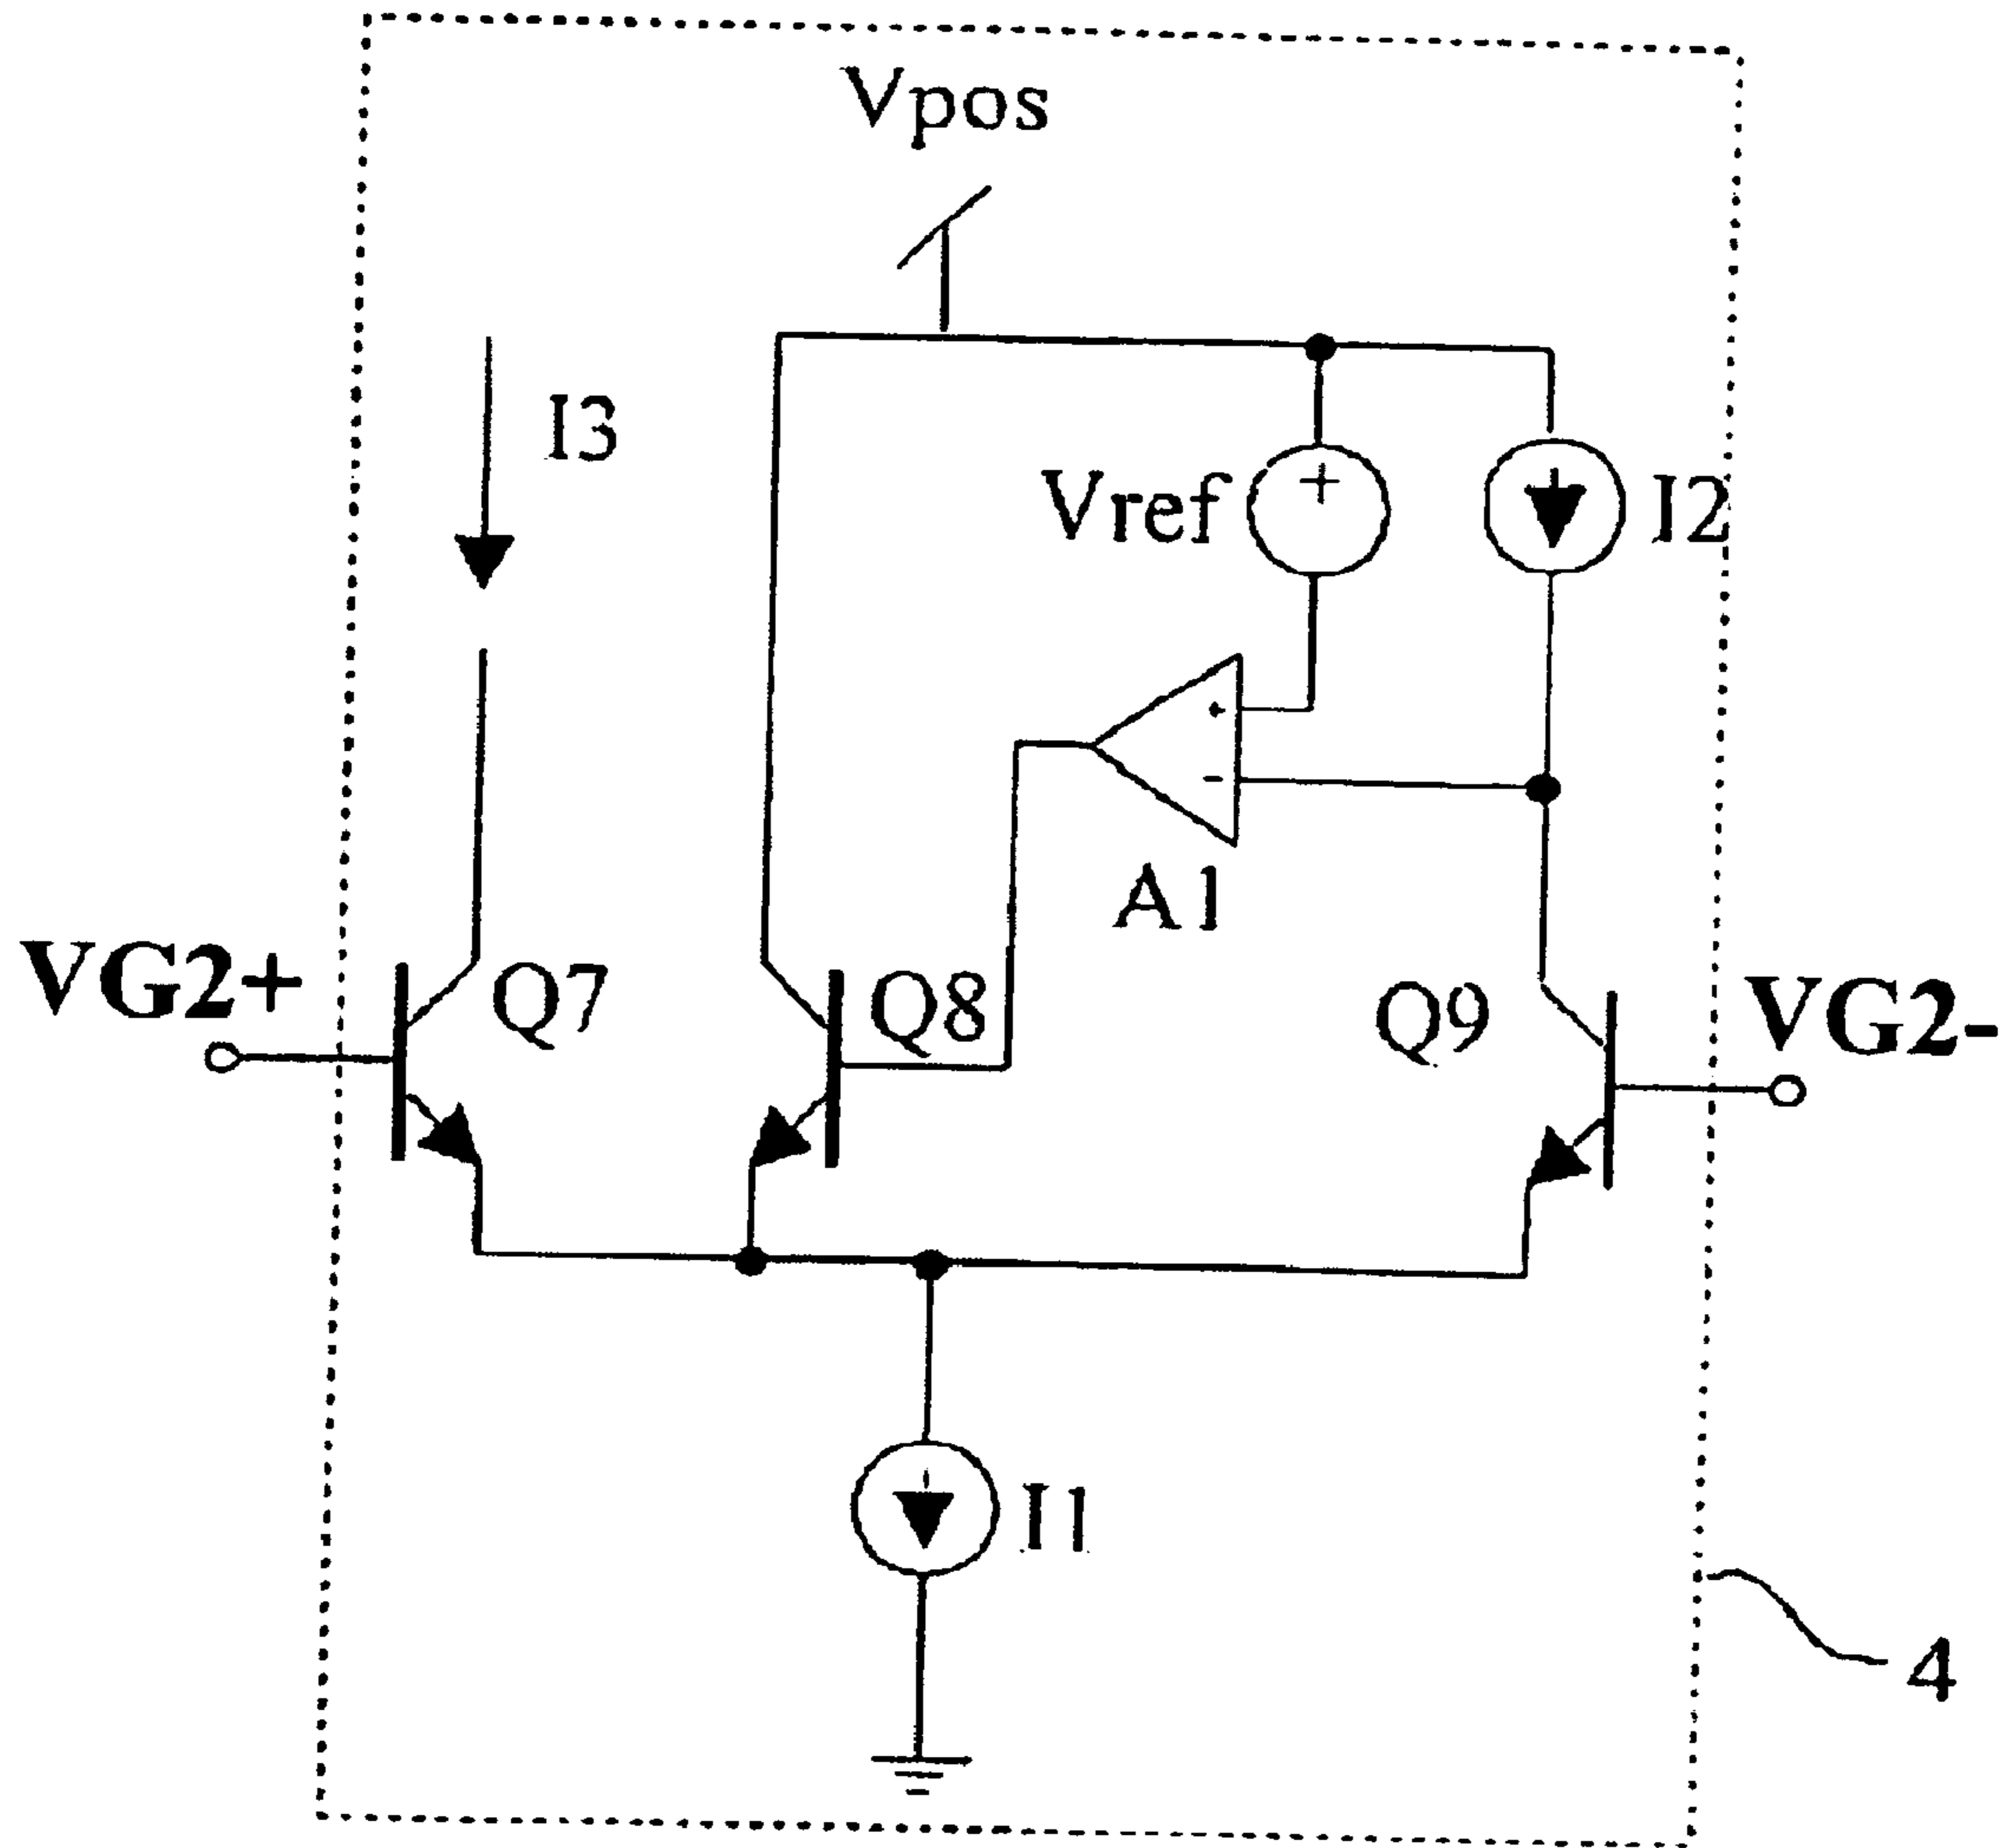 Vpos
I3
Vref
+
I2
-
A1
VG2+
Q7
Q8
Q9
VG2-
I1
4